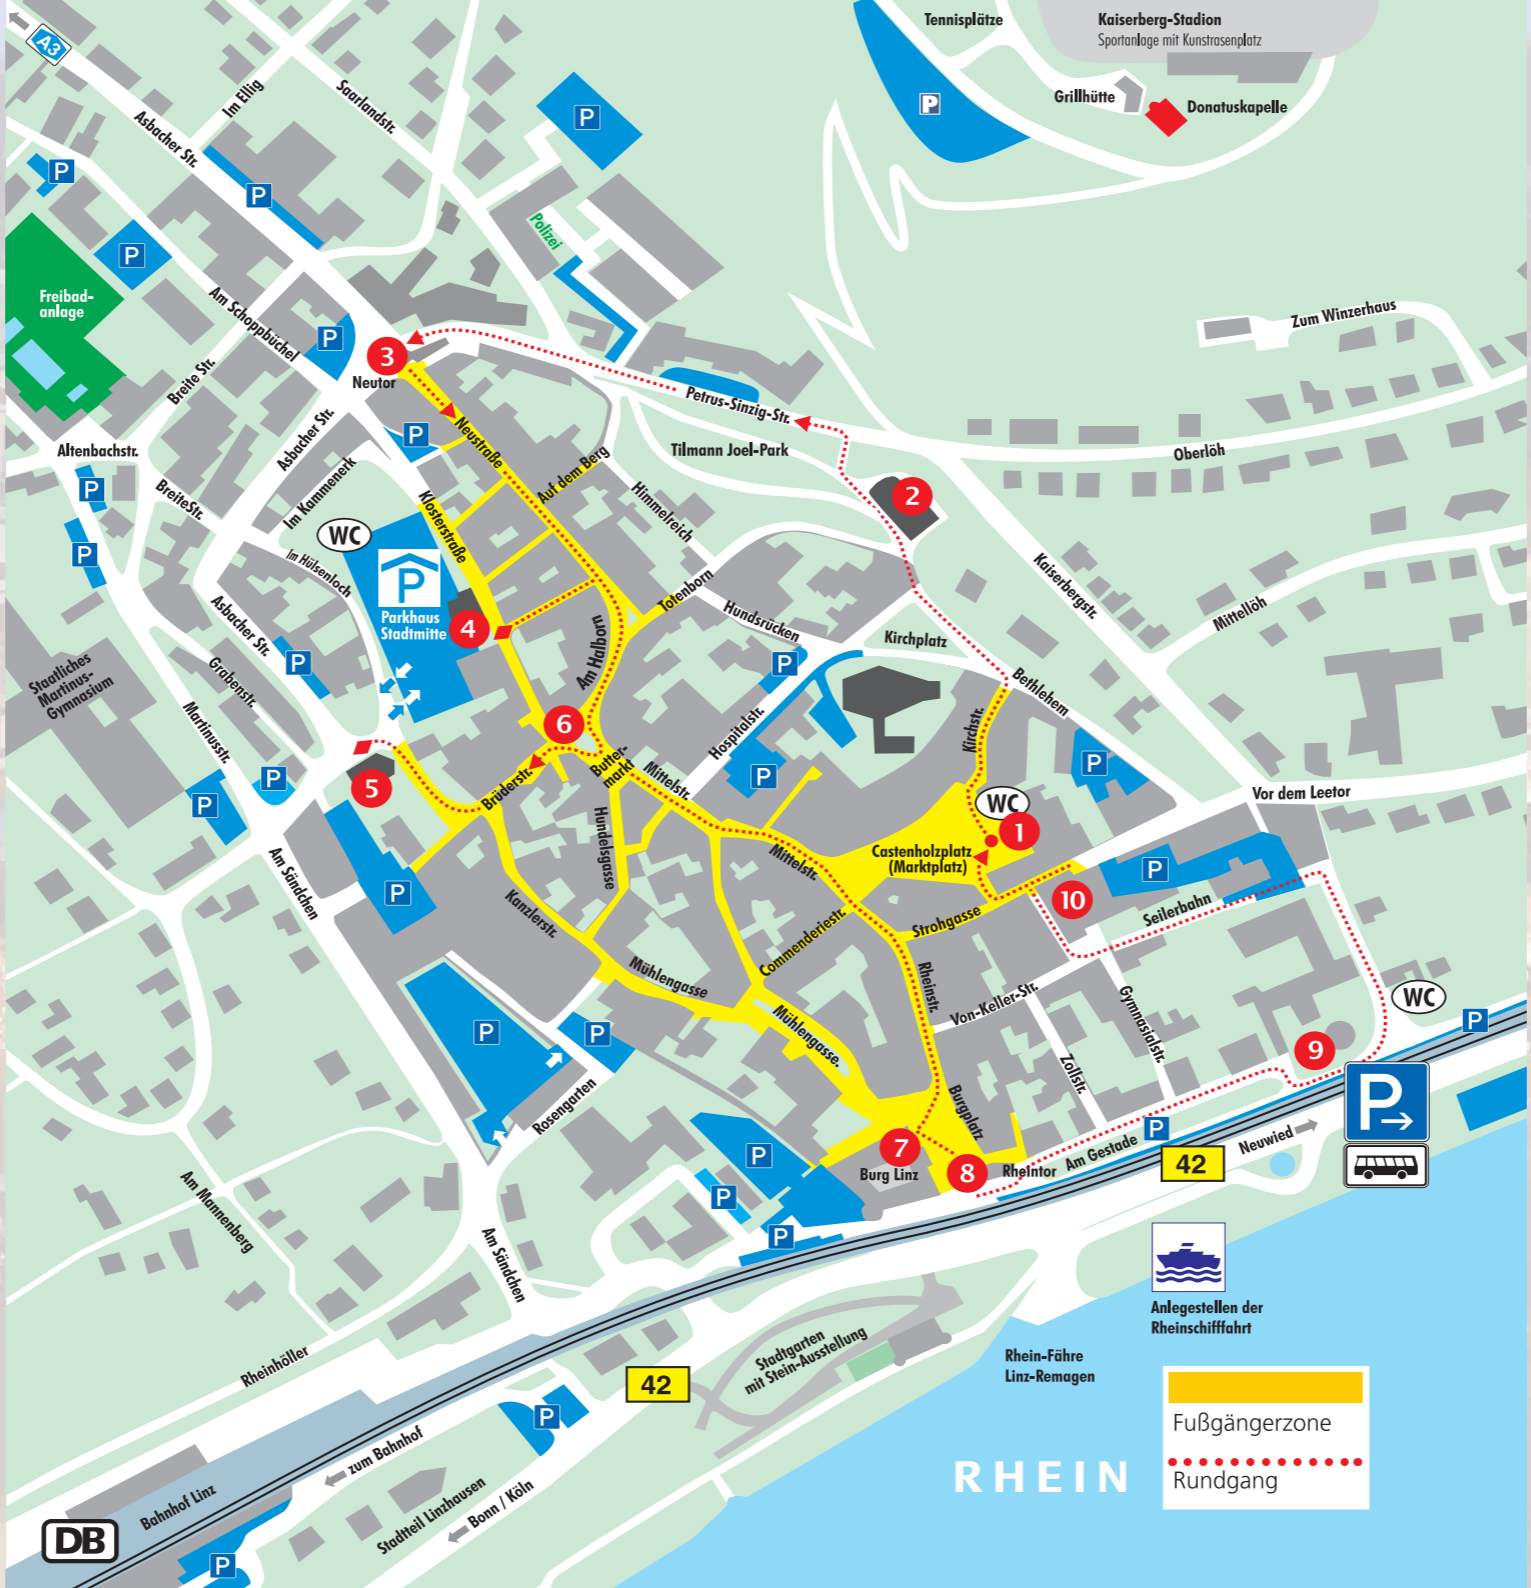 Tennisplätze
Kaiserberg-Stadion
Sportanlage mit Kunstrasenplatz
A3
Im Ellig
Saarlandstr.
Asbacher Str.
P
P
Grillhütte
Donatuskapelle
P
P
Polizei
P
Freibad-
anlage
Am Schoppbüchel
P
Zum Winzerhaus
3
Neutor
Breite Str.
Petrus-Sinzig-Str.
Asbacher Str.
P
Neustraße
Tilmann Joel-Park
Altenbachstr.
Oberlöh
Auf dem Berg
Im Kammenerk
P
BreiteStr.
Klosterstraße
Himmelreich
2
WC
P
Im Hülsenloch
P
Parkhaus
Stadtmitte
4
Totenborn
Kaiserbergstr.
Hundsrücken
Mittellöh
Asbacher Str.
Am Halborn
Kirchplatz
P
P
Staatliches
Martinus-
Gymnasium
Grabenstr.
Bethlehem
Martinusstr.
6
Hospitalstr.
Kirchstr.
5
P
P
Brüderstr.
Butter-
markt
Mittelstr.
P
P
Vor dem Leetor
WC
1
Hundelsgasse
Castenholzplatz
(Marktplatz)
Mittelstr.
P
Am Sändchen
P
10
Seilerbahn
Kanzlerstr.
Strohgasse
Commenderiestr.
Mühlengasse
Rheinstr.
Von-Keller-Str.
Gymnasialstr.
WC
P
P
P
Mühlengasse.
Zollstr.
9
P
Rosengarten
Burgplatz
P
7
Burg Linz
8
Rheintor
Am Gestade
P
42
Neuwied
P
Am Mannenberg
P
Am Sändchen
Anlegestellen der
Rheinschifffahrt
Stadtgarten
mit Stein-Ausstellung
Rhein-Fähre
Linz-Remagen
Rheinhöller
42
P
Fußgängerzone
zum Bahnhof
RHEIN
Rundgang
Bahnhof Linz
Stadtteil Linzhausen
Bonn / Köln
DB
P